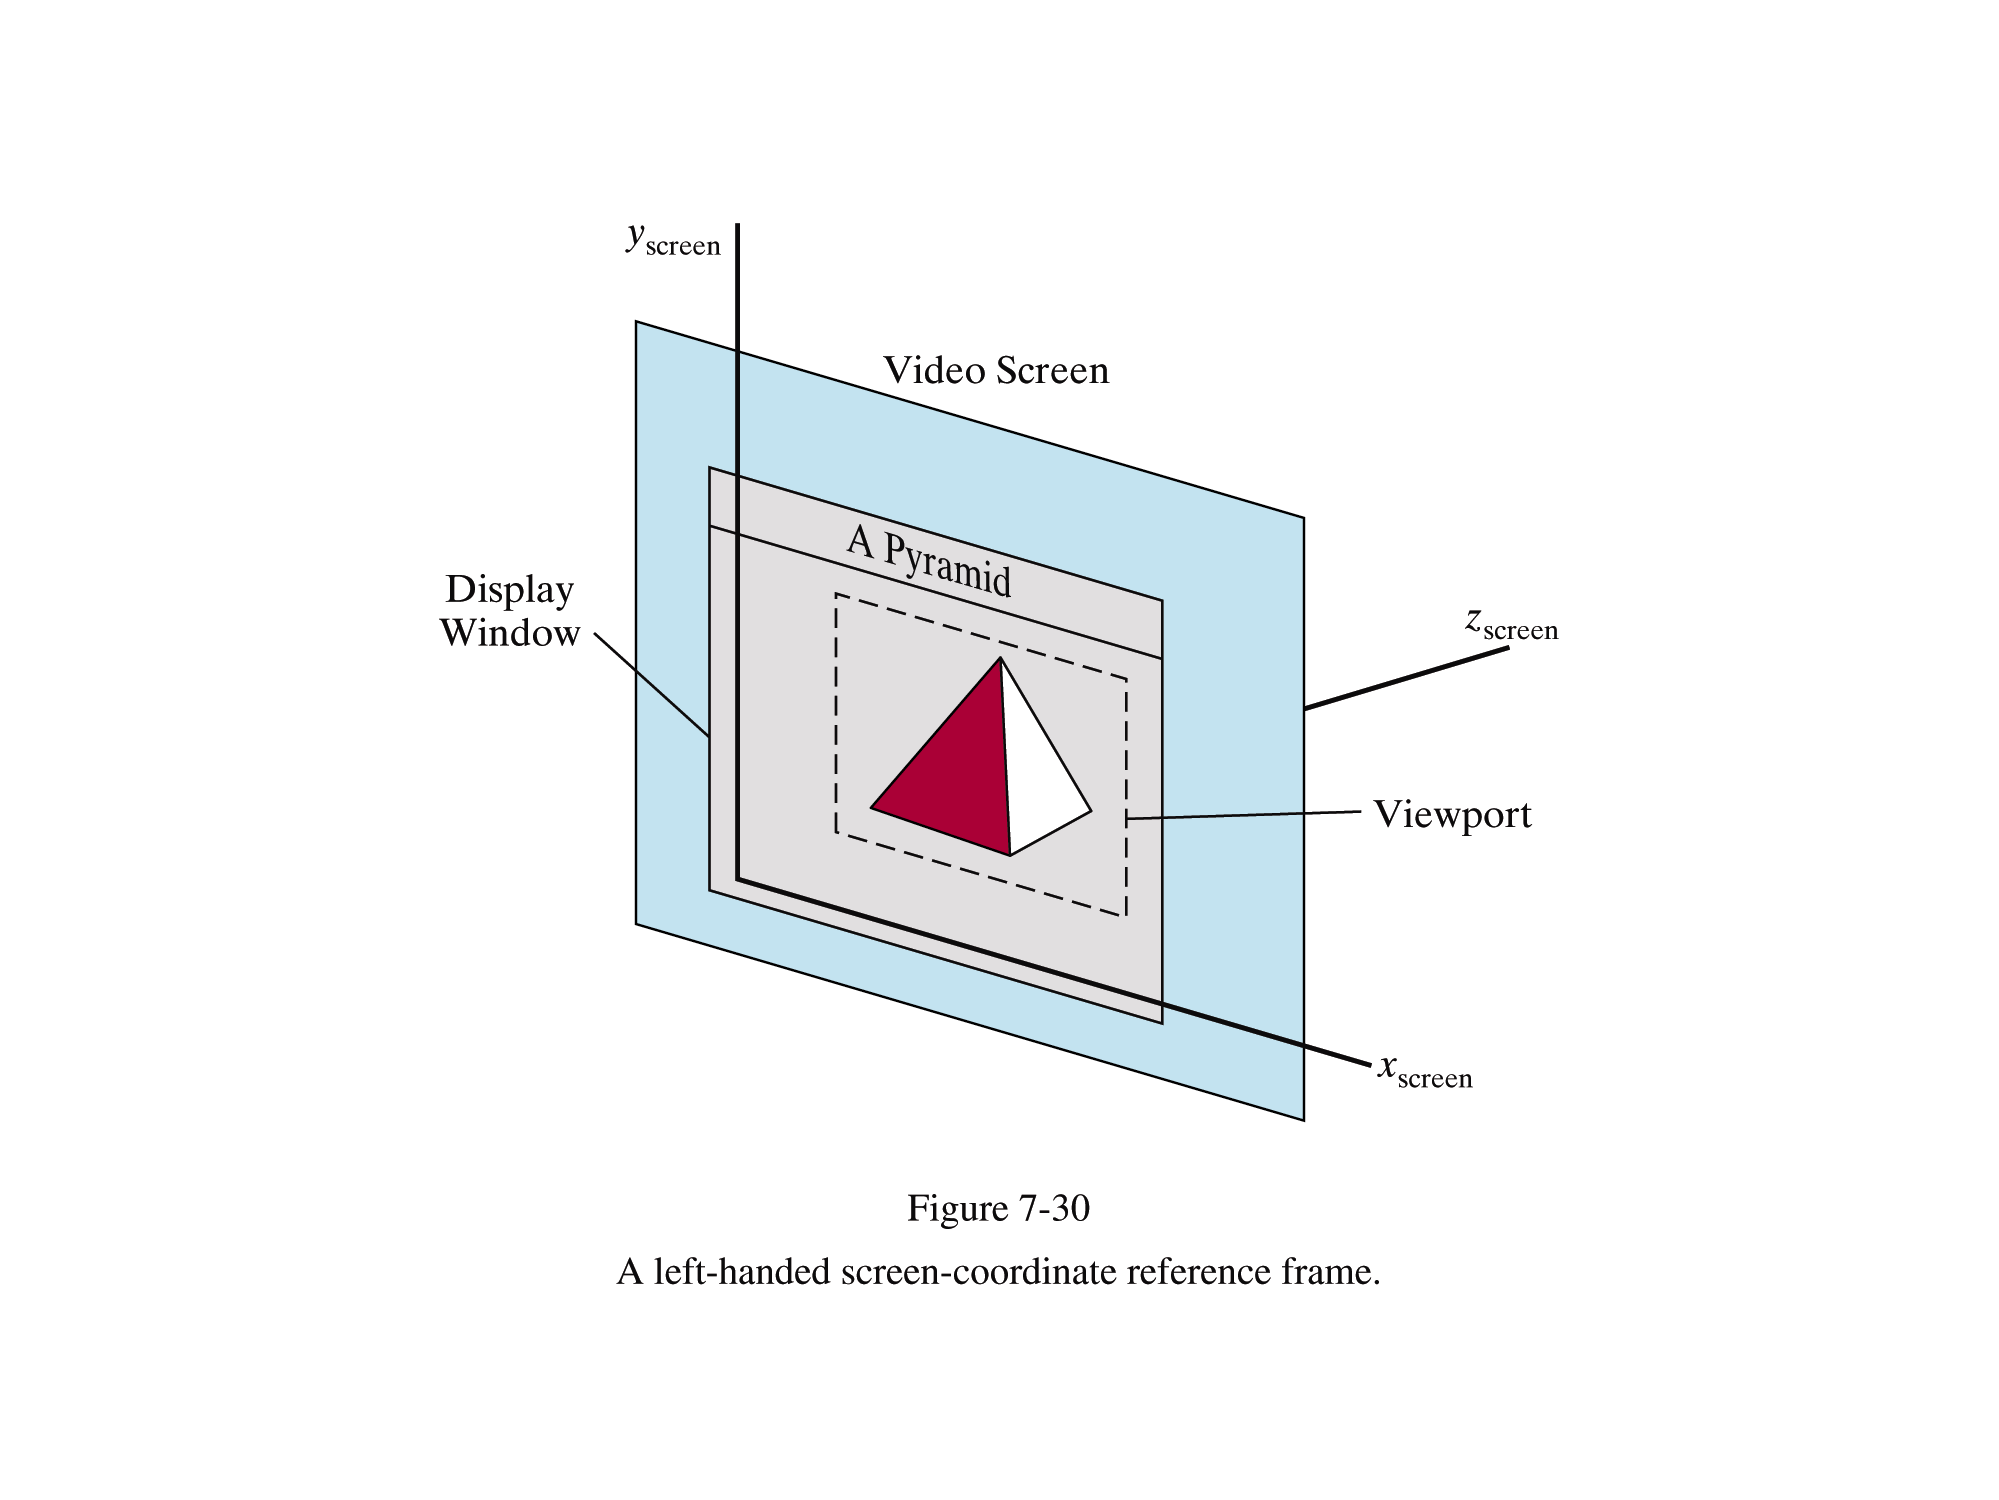 yscreen
Video Screen
A Pyramid
Display
Window
zscreen
Viewport
xscreen
Figure 7-30
A left-handed screen-coordinate reference frame.